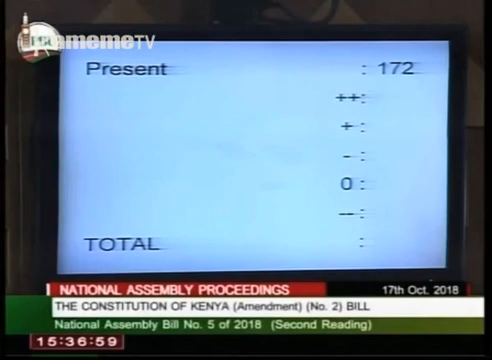 memeTV
Present : 172
++:
+ :
- :
0 :
-- :
TOTAL :
NATIONAL ASSEMBLY PROCEEDINGS 17th Oct. 2018
THE CONSTITUTION OF KENYA (Amendment) (No. 2) BILL
National Assembly Bill No. 5 of 2018 (Second Reading)
15:36:59